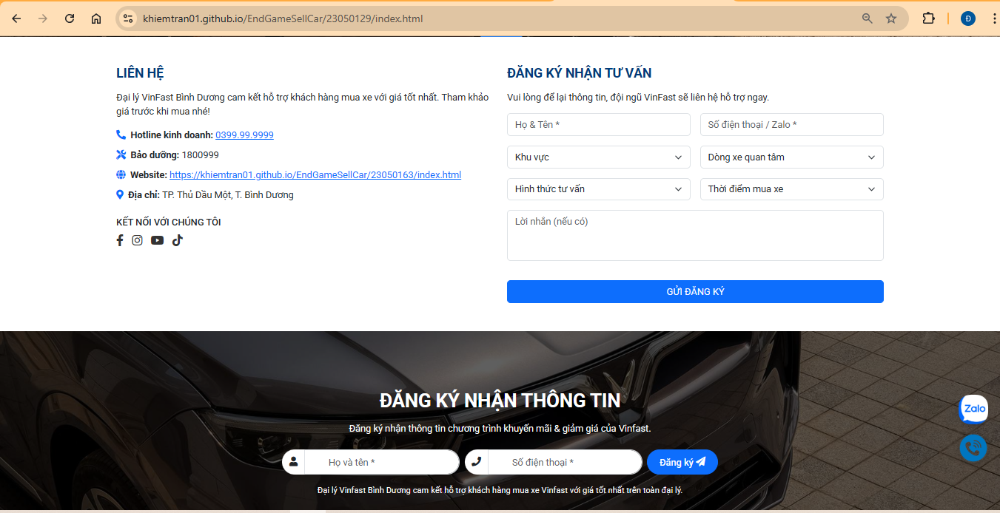 khiemtran01.github.io/EndGameSellCar/23050129/index.html
Đ
LIÊN HỆ
Đại lý VinFast Bình Dương cam kết hỗ trợ khách hàng mua xe với giá tốt nhất. Tham khảo
giá trước khi mua nhé!
Hotline kinh doanh: 0399.99.9999
Bảo dưỡng: 1800999
Website: https://khiemtran01.github.io/EndGameSellCar/23050163/index.html
Địa chỉ: TP. Thủ Dầu Một, T. Bình Dương
KẾT NỐI VỚI CHÚNG TÔI
ĐĂNG KÝ NHẬN TƯ VẤN
Vui lòng để lại thông tin, đội ngũ VinFast sẽ liên hệ hỗ trợ ngay.
Họ & Tên *
Số điện thoại / Zalo *
Khu vực
Dòng xe quan tâm
Hình thức tư vấn
Thời điểm mua xe
Lời nhắn (nếu có)
GỬI ĐĂNG KÝ
ĐĂNG KÝ NHẬN THÔNG TIN
Đăng ký nhận thông tin chương trình khuyến mãi & giảm giá của Vinfast.
Họ và tên *
Số điện thoại *
Đăng ký
Đại lý Vinfast Bình Dương cam kết hỗ trợ khách hàng mua xe Vinfast với giá tốt nhất trên toàn đại lý.
Zalo